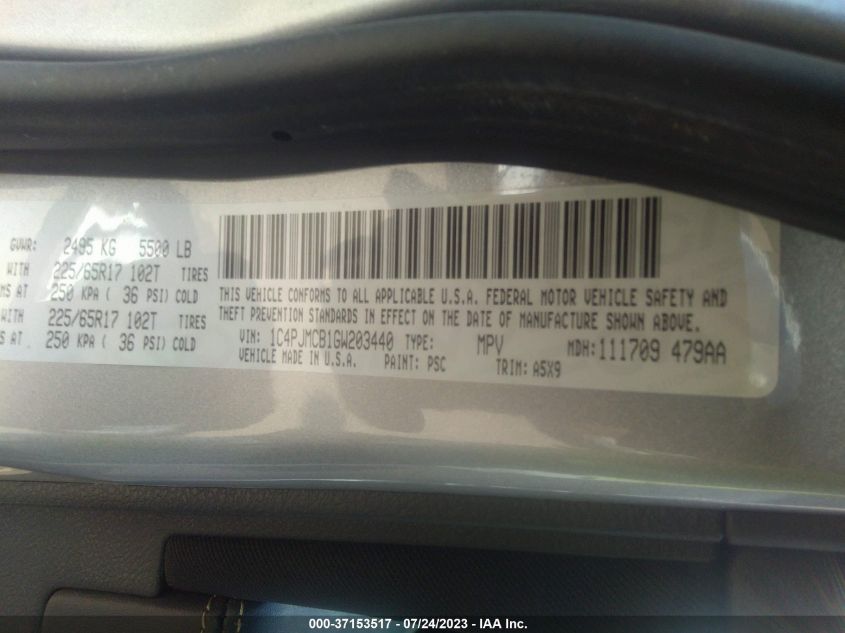 GVWR: 2495 KG 5500 LB
WITH 225/65R17 102T TIRES
MS AT 250 KPA ( 36 PSI) COLD
WITH 225/65R17 102T TIRES
S AT 250 KPA ( 36 PSI) COLD
THIS VEHICLE CONFORMS TO ALL APPLICABLE U.S.A. FEDERAL MOTOR VEHICLE SAFETY AND
THEFT PREVENTION STANDARDS IN EFFECT ON THE DATE OF MANUFACTURE SHOWN ABOVE.
VIN: 1C4PJMCB1GW203440 TYPE: MPV MDH:111709 479AA
VEHICLE MADE IN U.S.A. PAINT: PSC TRIM: A5X9
000-37153517 - 07/24/2023 - IAA Inc.